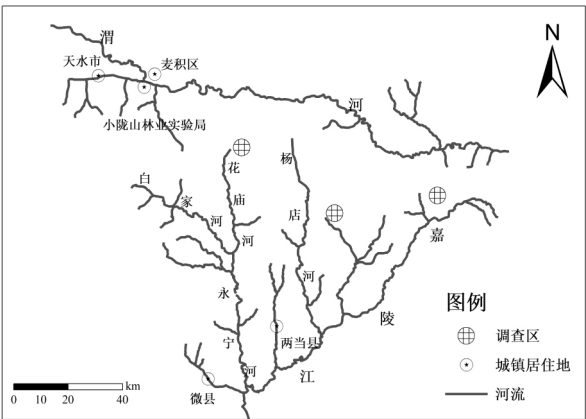 渭河
N
天水市
麦积区
小陇山林业实验局
花庙河
杨店河
白家河
嘉陵江
永宁河
两当县
微县
图例
调查区
城镇居住地
河流
0 10 20 40 km